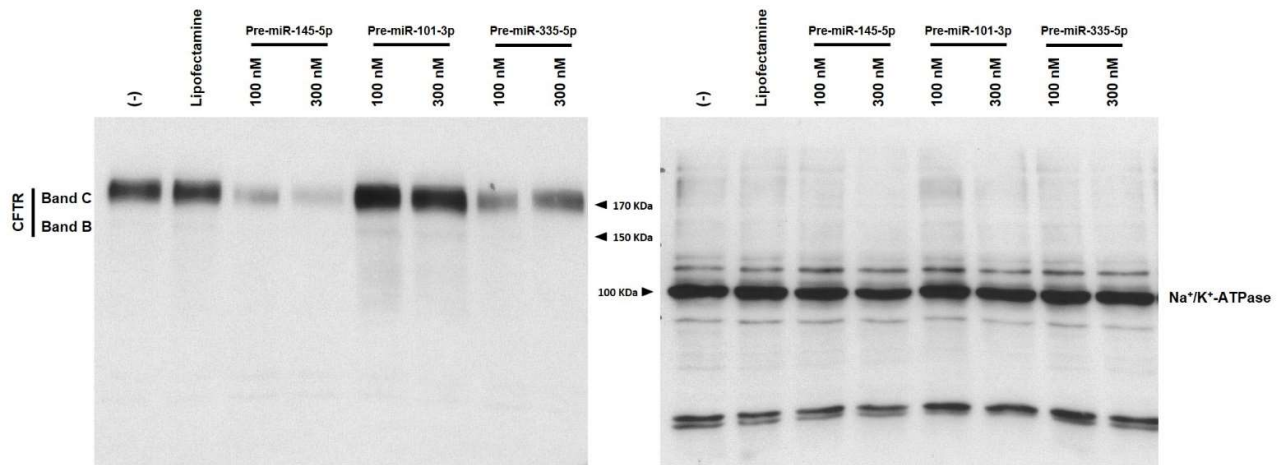 Pre-miR-145-5p Pre-miR-101-3p Pre-miR-335-5p
(-) Lipofectamine 100 nM 300 nM 100 nM 300 nM 100 nM 300 nM
CFTR
Band C
Band B
◄ 170 KDa
◄ 150 KDa
100 KDa ►
Pre-miR-145-5p Pre-miR-101-3p Pre-miR-335-5p
(-) Lipofectamine 100 nM 300 nM 100 nM 300 nM 100 nM 300 nM
Na⁺/K⁺-ATPase